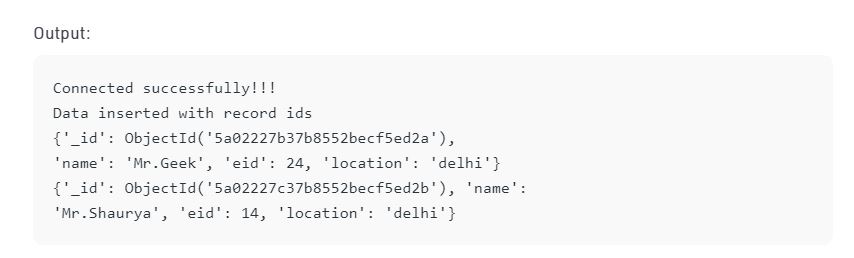 Output:
Connected successfully!!!
Data inserted with record ids
{'_id': ObjectId('5a02227b37b8552becf5ed2a'),
'name': 'Mr.Geek', 'eid': 24, 'location': 'delhi'}
{'_id': ObjectId('5a02227c37b8552becf5ed2b'), 'name':
'Mr.Shaurya', 'eid': 14, 'location': 'delhi'}